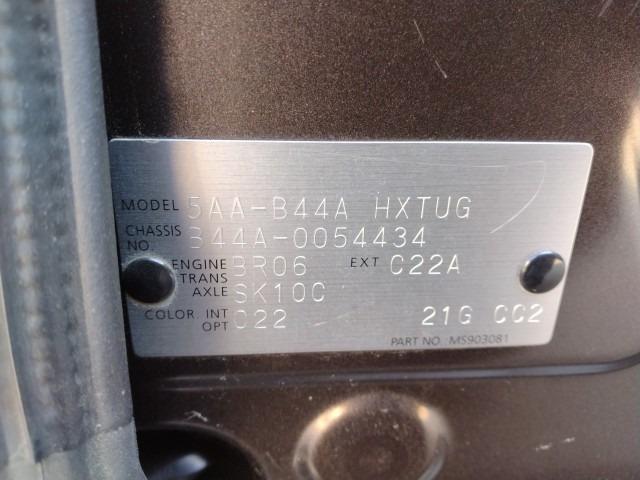 MODEL 5AA-B44A HXTUG
CHASSIS NO. B44A-0054434
ENGINE BR06 EXT C22A
TRANS AXLE SK10C
COLOR. INT C22 21G CC2
OPT
PART NO. MS903081